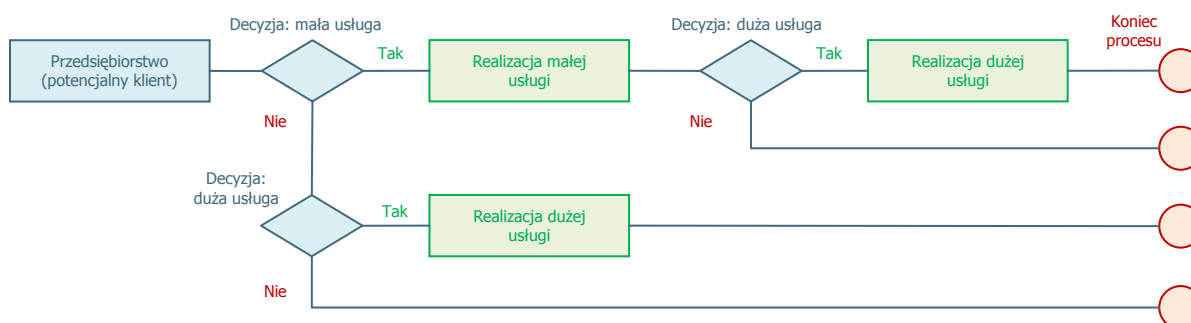 Decyzja: mała usługa
Decyzja: duża usługa
Koniec
procesu
Przedsiębiorstwo
(potencjalny klient)
Tak
Realizacja małej
usługi
Tak
Realizacja dużej
usługi
Nie
Nie
Decyzja:
duża usługa
Tak
Realizacja dużej
usługi
Nie